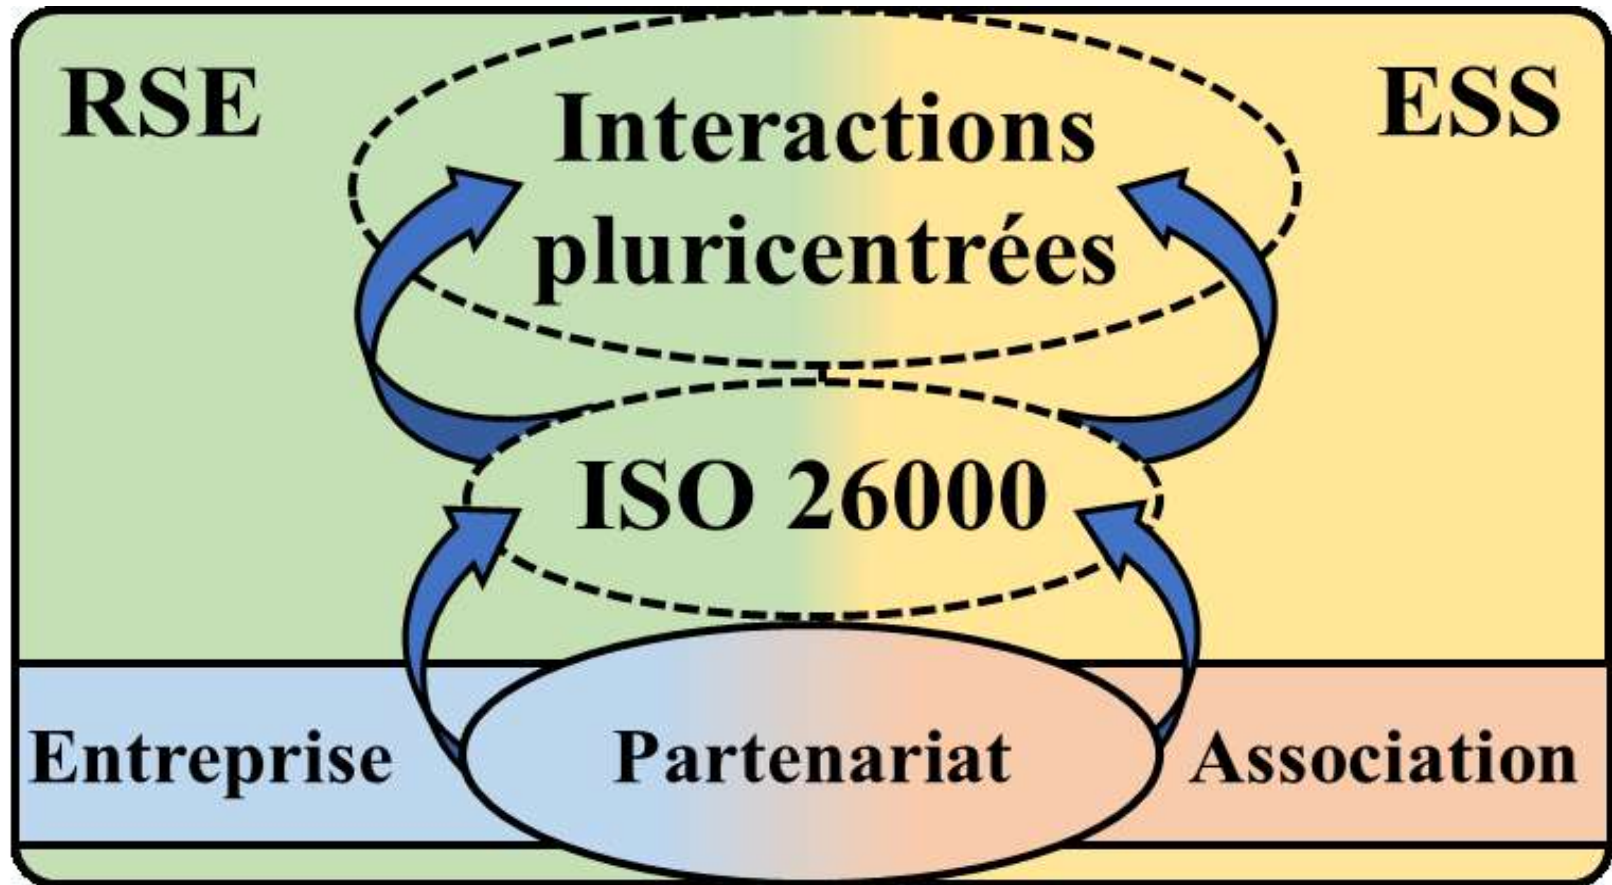 RSE
ESS
Interactions
pluricentrées
ISO 26000
Entreprise
Partenariat
Association